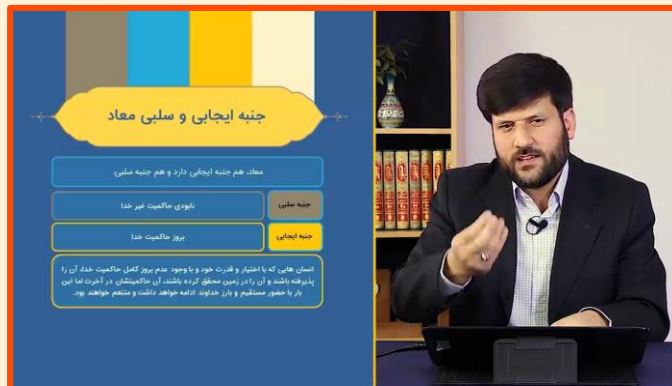 جنبه ایجابی و سلبی معاد
معاد، هم جنبه ایجابی دارد و هم جنبه سلبی.
جنبه سلبی
نابودی حاکمیت غیر خدا
جنبه ایجابی
بروز حاکمیت خدا
انسان هایی که با اختیار و قدرت خود و با وجود عدم بروز کامل حاکمیت خدا، آن را
پذیرفته باشند و آن را در زمین محقق کرده باشند، آن حاکمیتشان در آخرت اما این
بار با حضور مستقیم و بارز خداوند ادامه خواهد داشت و متنعم خواهند بود.